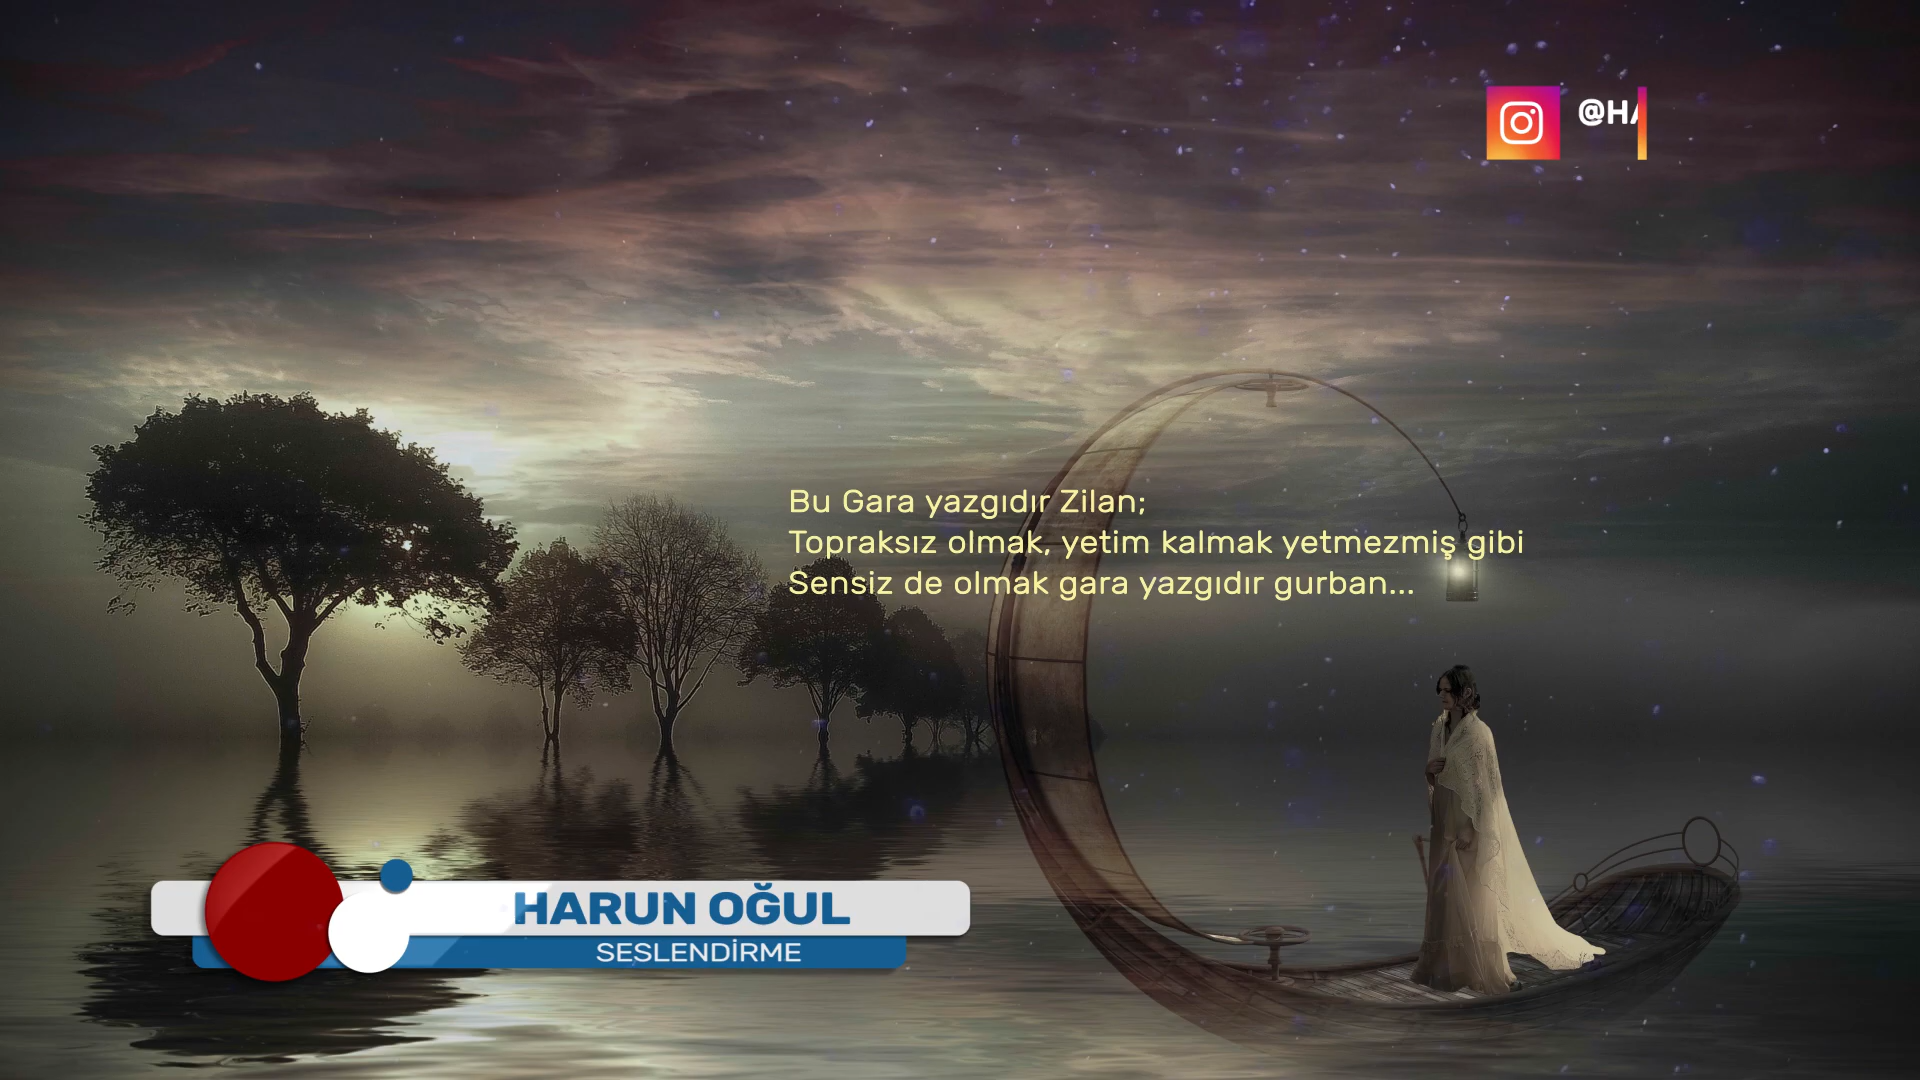 @HA
Bu Gara yazgıdır Zilan;
Topraksız olmak, yetim kalmak yetmezmiş gibi
Sensiz de olmak gara yazgıdır gurban...
HARUN OĞUL
SESLENDİRME